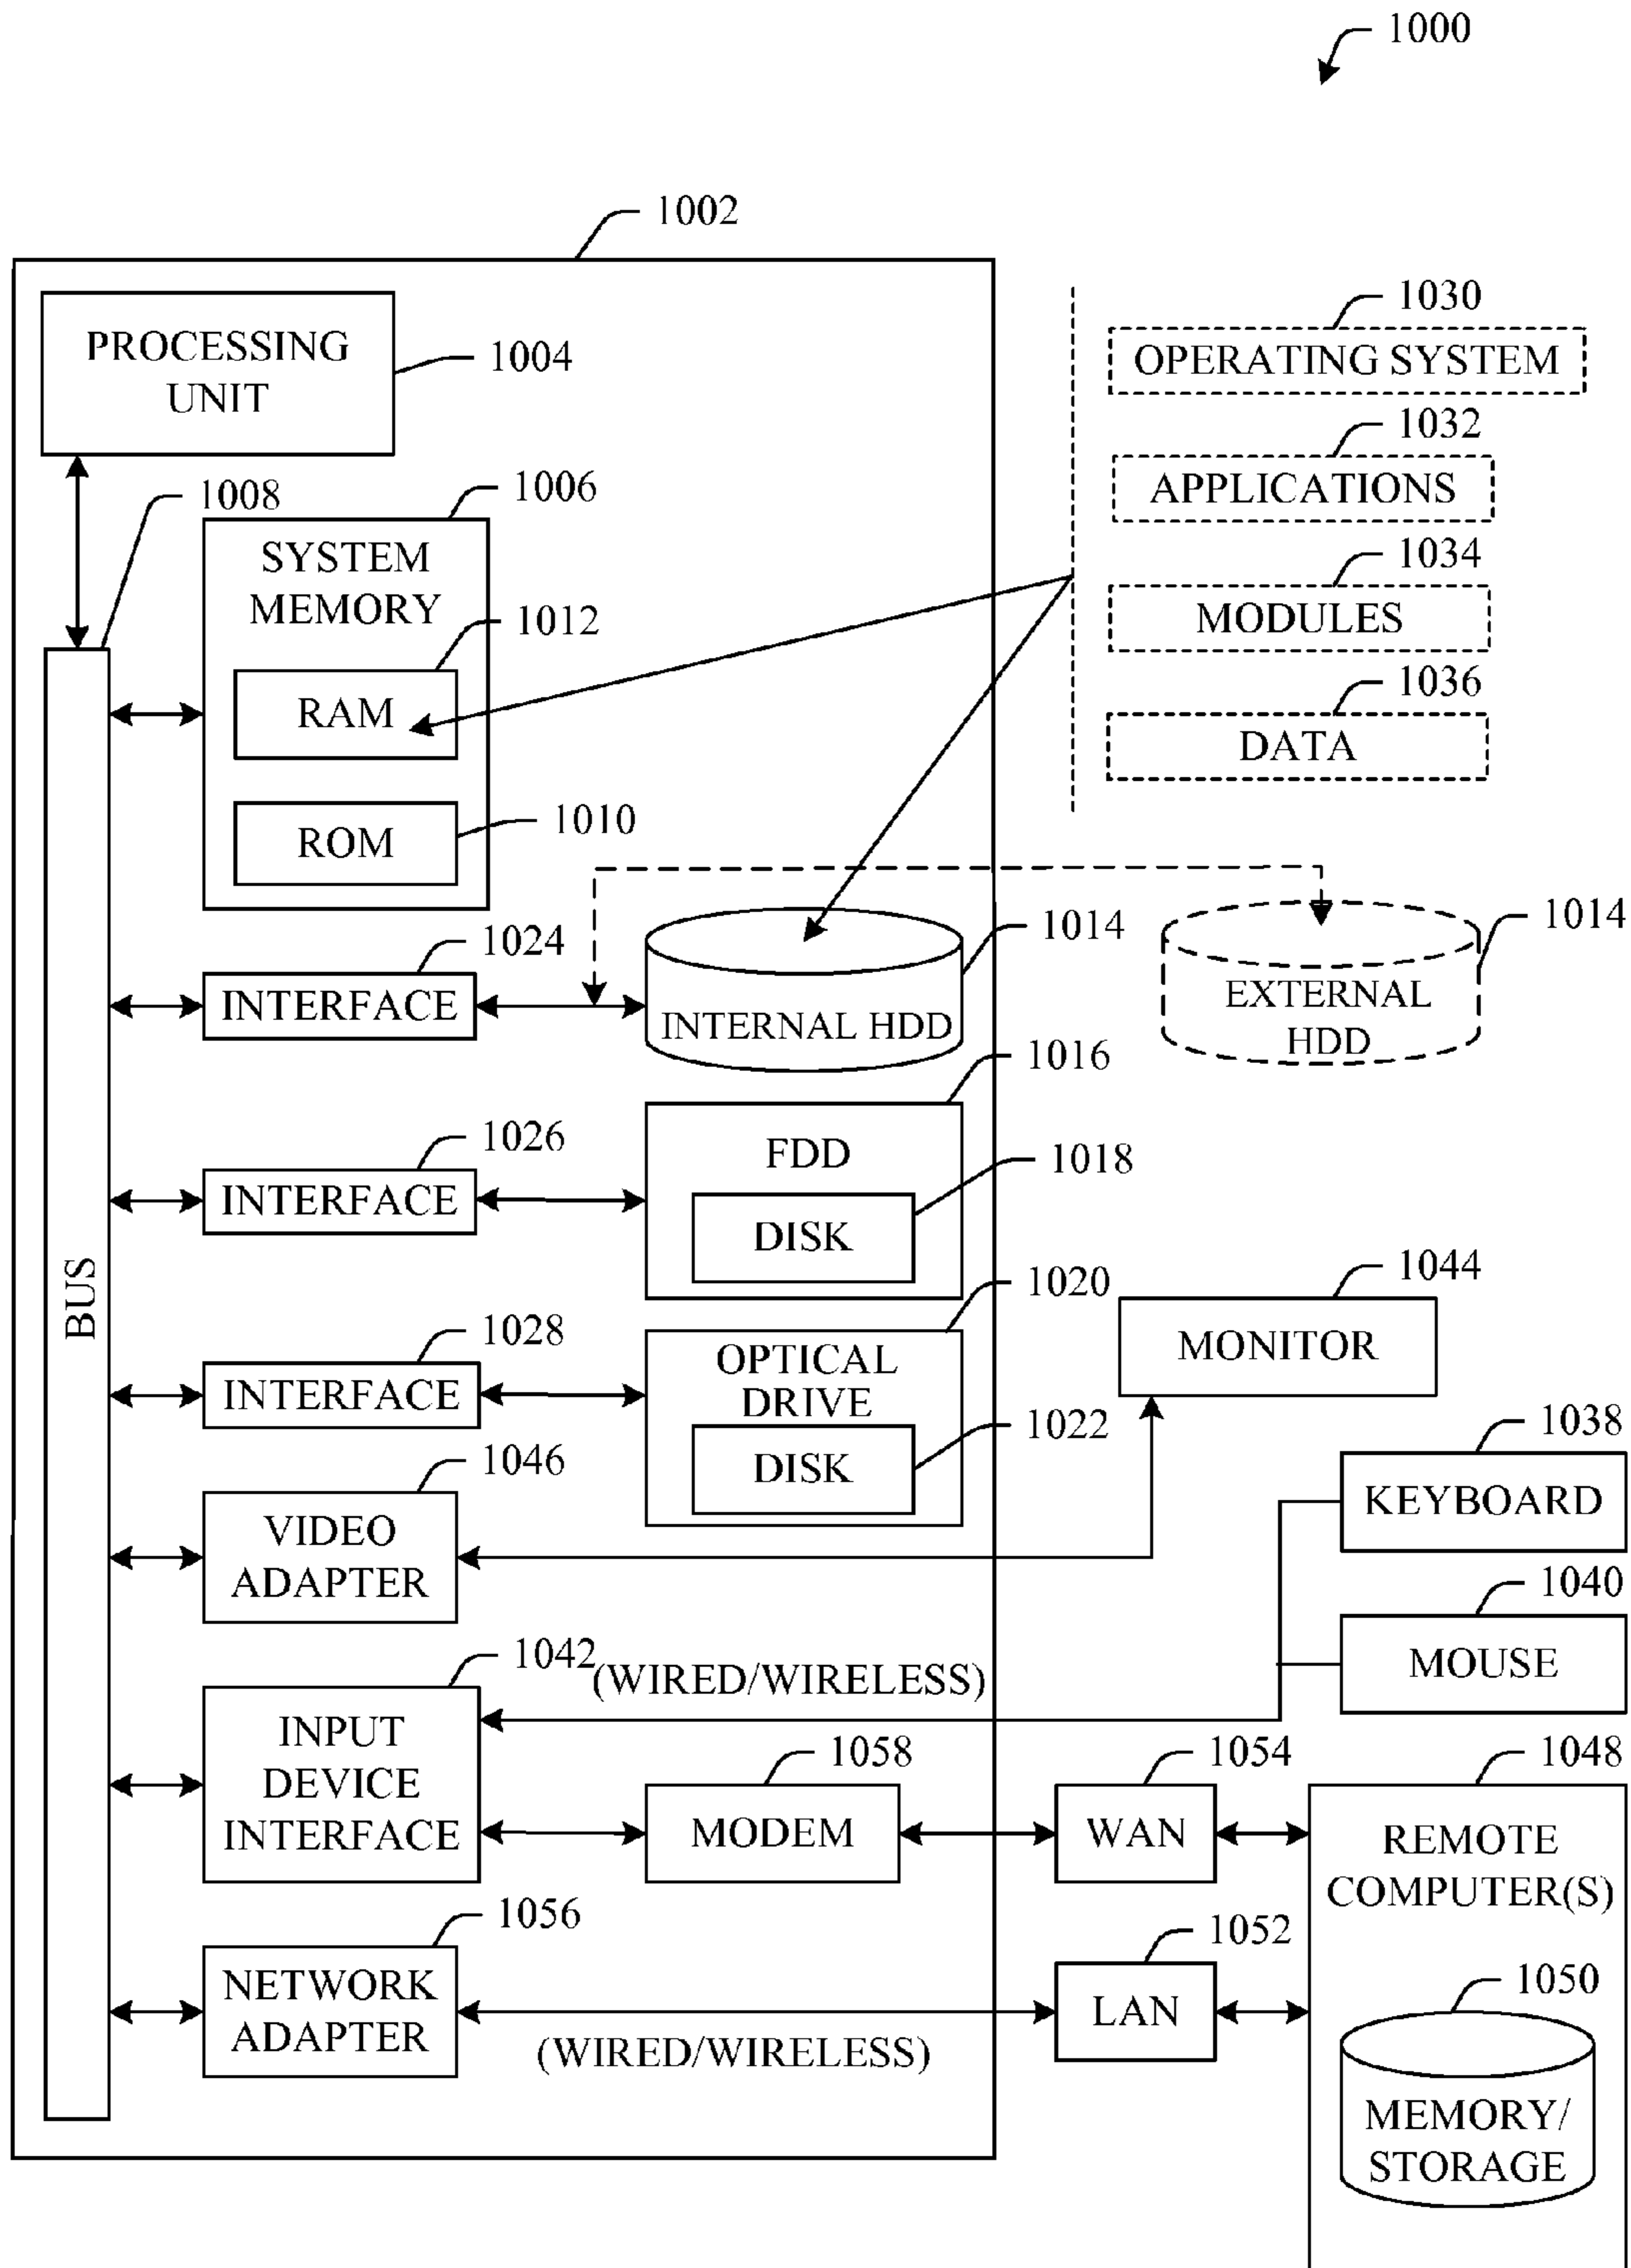 1000
1002
PROCESSING
UNIT
1004
1030
OPERATING SYSTEM
1032
APPLICATIONS
1034
MODULES
1036
DATA
1008
1006
SYSTEM
MEMORY
1012
RAM
1010
ROM
BUS
1024
INTERFACE
1014
INTERNAL HDD
1014
EXTERNAL
HDD
1026
INTERFACE
1016
FDD
1018
DISK
1028
INTERFACE
1020
OPTICAL
DRIVE
1022
DISK
1044
MONITOR
1046
VIDEO
ADAPTER
1038
KEYBOARD
1040
MOUSE
1042
(WIRED/WIRELESS)
INPUT
DEVICE
INTERFACE
1058
MODEM
1054
WAN
1048
REMOTE
COMPUTER(S)
1056
NETWORK
ADAPTER
(WIRED/WIRELESS)
1052
LAN
1050
MEMORY/
STORAGE